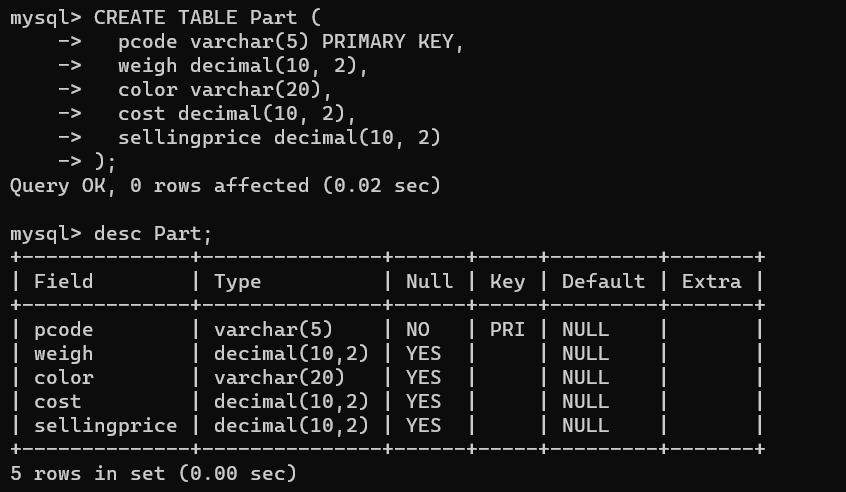 mysql> CREATE TABLE Part (
    ->   pcode varchar(5) PRIMARY KEY,
    ->   weigh decimal(10, 2),
    ->   color varchar(20),
    ->   cost decimal(10, 2),
    ->   sellingprice decimal(10, 2)
    -> );
Query OK, 0 rows affected (0.02 sec)

mysql> desc Part;
+--------------+---------------+------+-----+---------+-------+
| Field        | Type          | Null | Key | Default | Extra |
+--------------+---------------+------+-----+---------+-------+
| pcode        | varchar(5)    | NO   | PRI | NULL    |       |
| weigh        | decimal(10,2) | YES  |     | NULL    |       |
| color        | varchar(20)   | YES  |     | NULL    |       |
| cost         | decimal(10,2) | YES  |     | NULL    |       |
| sellingprice | decimal(10,2) | YES  |     | NULL    |       |
+--------------+---------------+------+-----+---------+-------+
5 rows in set (0.00 sec)